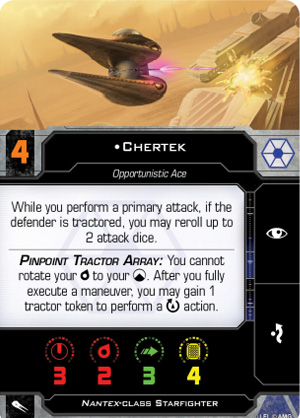 4
•Chertek
Opportunistic Ace
While you perform a primary attack, if the
defender is tractored, you may reroll up to
2 attack dice.
Pinpoint Tractor Array: You cannot
rotate your to your . After you fully
execute a maneuver, you may gain 1
tractor token to perform a action.
3 2 3 4
Nantex-class Starfighter